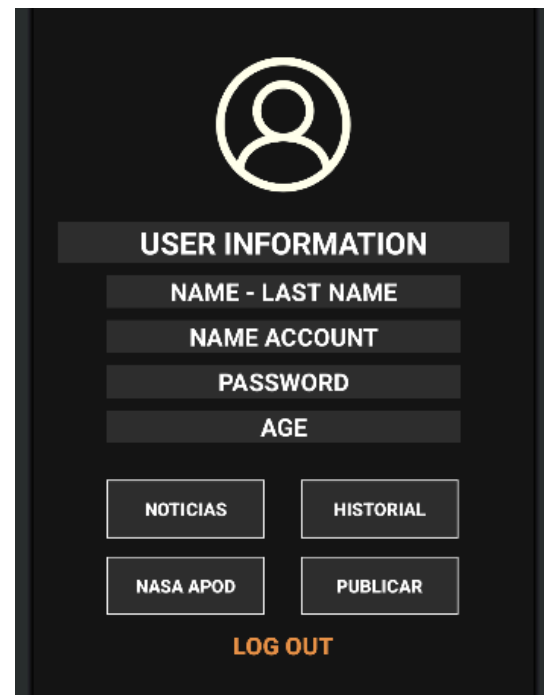 USER INFORMATION
NAME - LAST NAME
NAME ACCOUNT
PASSWORD
AGE
NOTICIAS HISTORIAL
NASA APOD PUBLICAR
LOG OUT